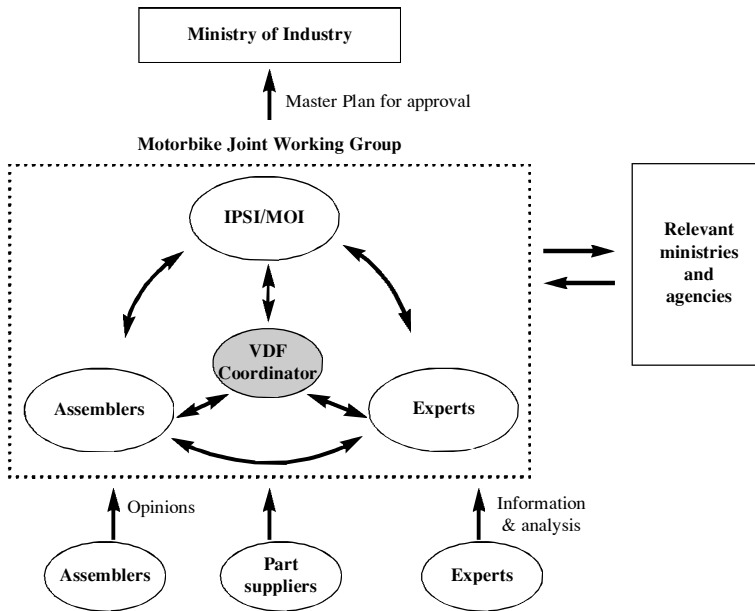 Ministry of Industry
Master Plan for approval
Motorbike Joint Working Group
IPSI/MOI
Relevant
ministries
and
agencies
VDF
Coordinator
Assemblers
Experts
Opinions
Information
& analysis
Assemblers
Part
suppliers
Experts